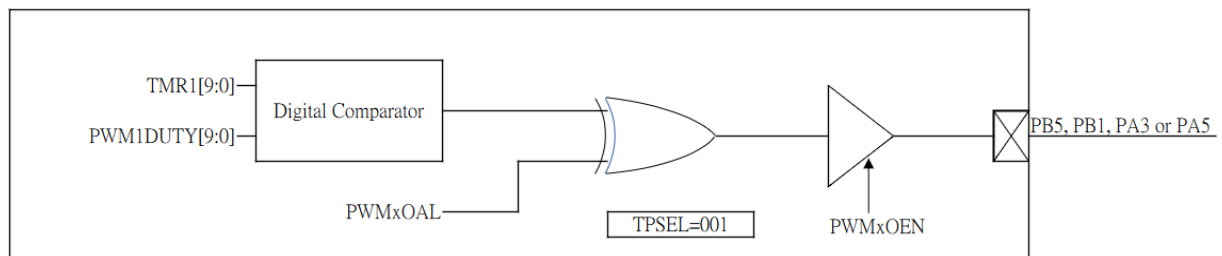 TMR1[9:0]
Digital Comparator
PB5, PB1, PA3 or PA5
PWM1DUTY[9:0]
PWMxOAL
TPSEL=001
PWMxOEN